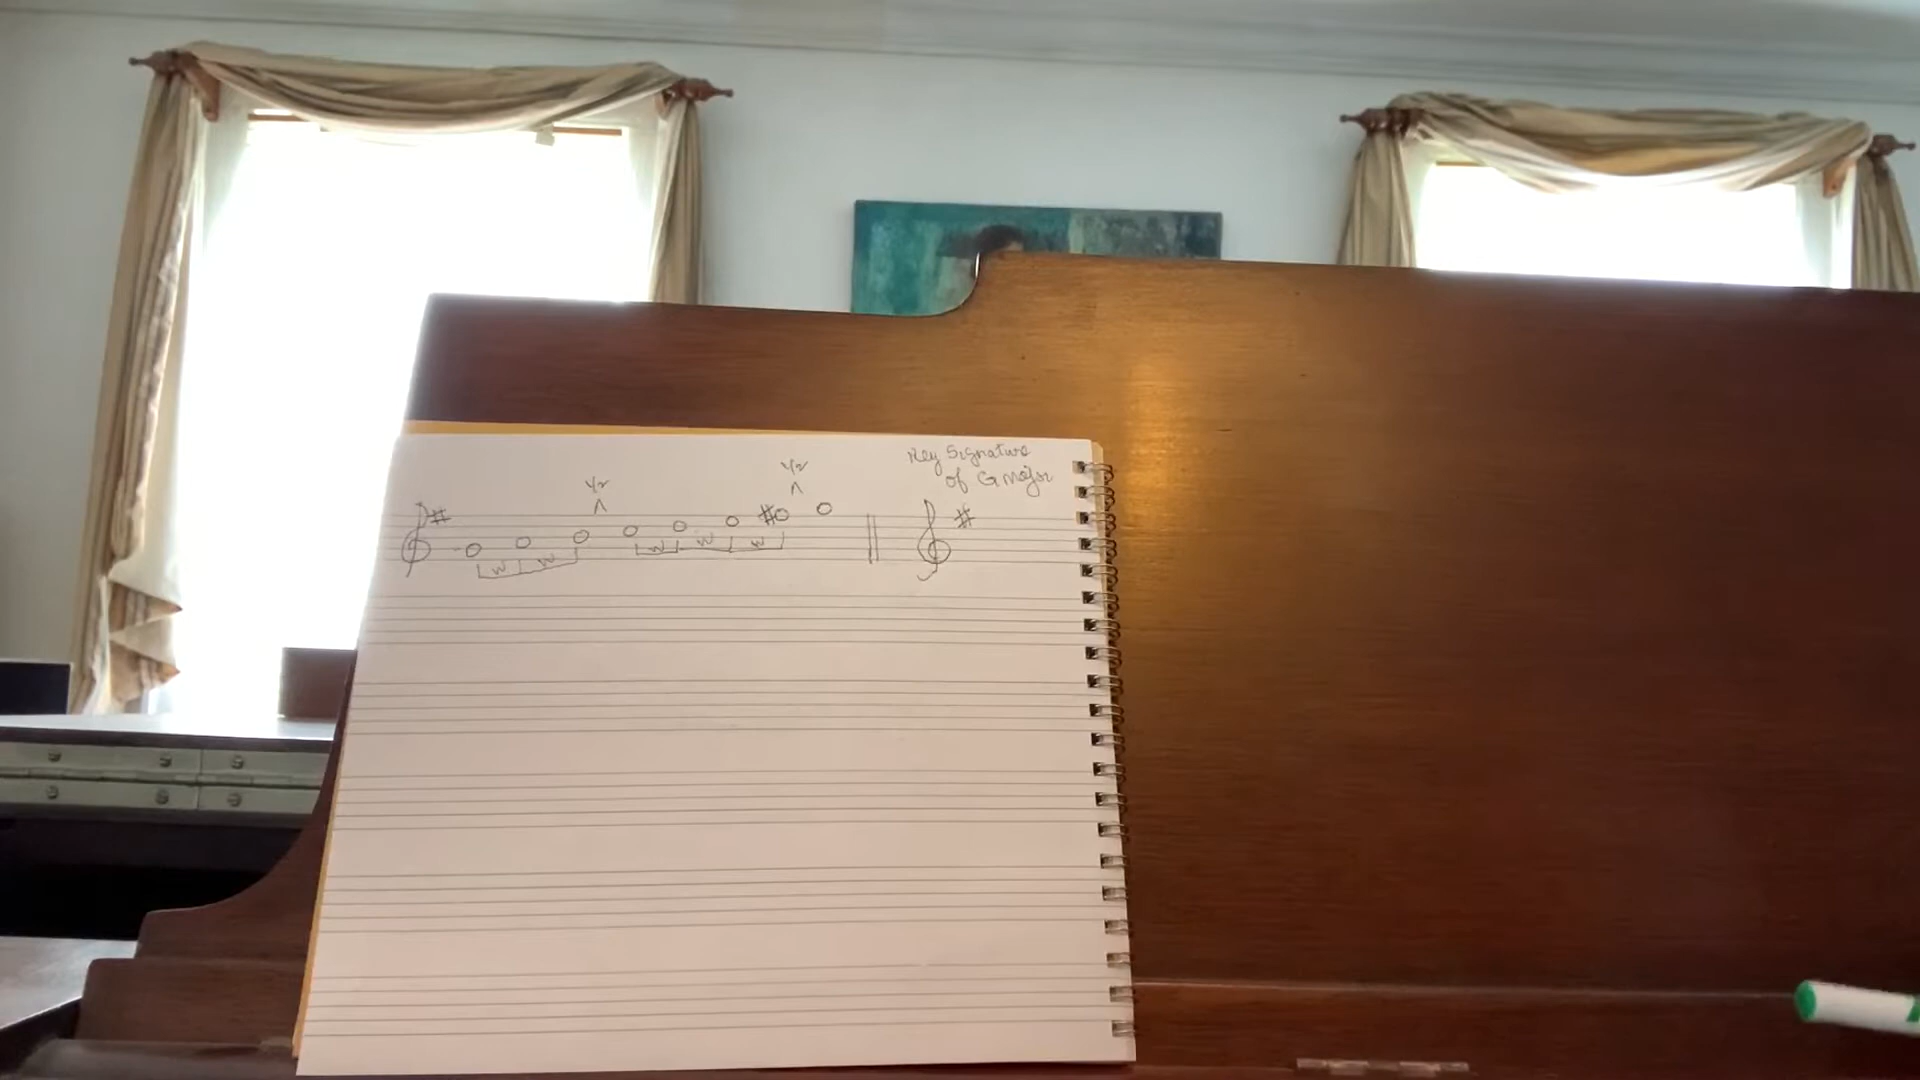 Key Signature
of G Major
1/2 1/2
# #
W W W W W
#